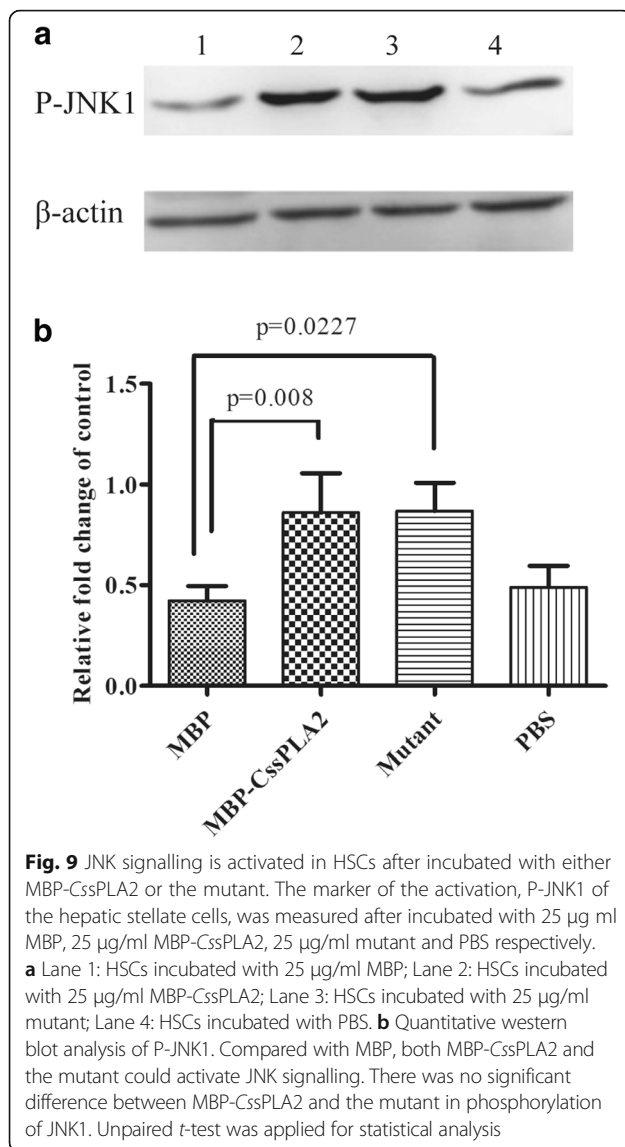 a
1 2 3 4
P-JNK1
β-actin
b
p=0.0227
p=0.008
1.5
1.0
0.5
0.0
Relative fold change of control
MBP
MBP-CssPLA2
Mutant
PBS
Fig. 9 JNK signalling is activated in HSCs after incubated with either
MBP-CssPLA2 or the mutant. The marker of the activation, P-JNK1 of
the hepatic stellate cells, was measured after incubated with 25 μg ml
MBP, 25 μg/ml MBP-CssPLA2, 25 μg/ml mutant and PBS respectively.
a Lane 1: HSCs incubated with 25 μg/ml MBP; Lane 2: HSCs incubated
with 25 μg/ml MBP-CssPLA2; Lane 3: HSCs incubated with 25 μg/ml
mutant; Lane 4: HSCs incubated with PBS. b Quantitative western
blot analysis of P-JNK1. Compared with MBP, both MBP-CssPLA2 and
the mutant could activate JNK signalling. There was no significant
difference between MBP-CssPLA2 and the mutant in phosphorylation
of JNK1. Unpaired t-test was applied for statistical analysis